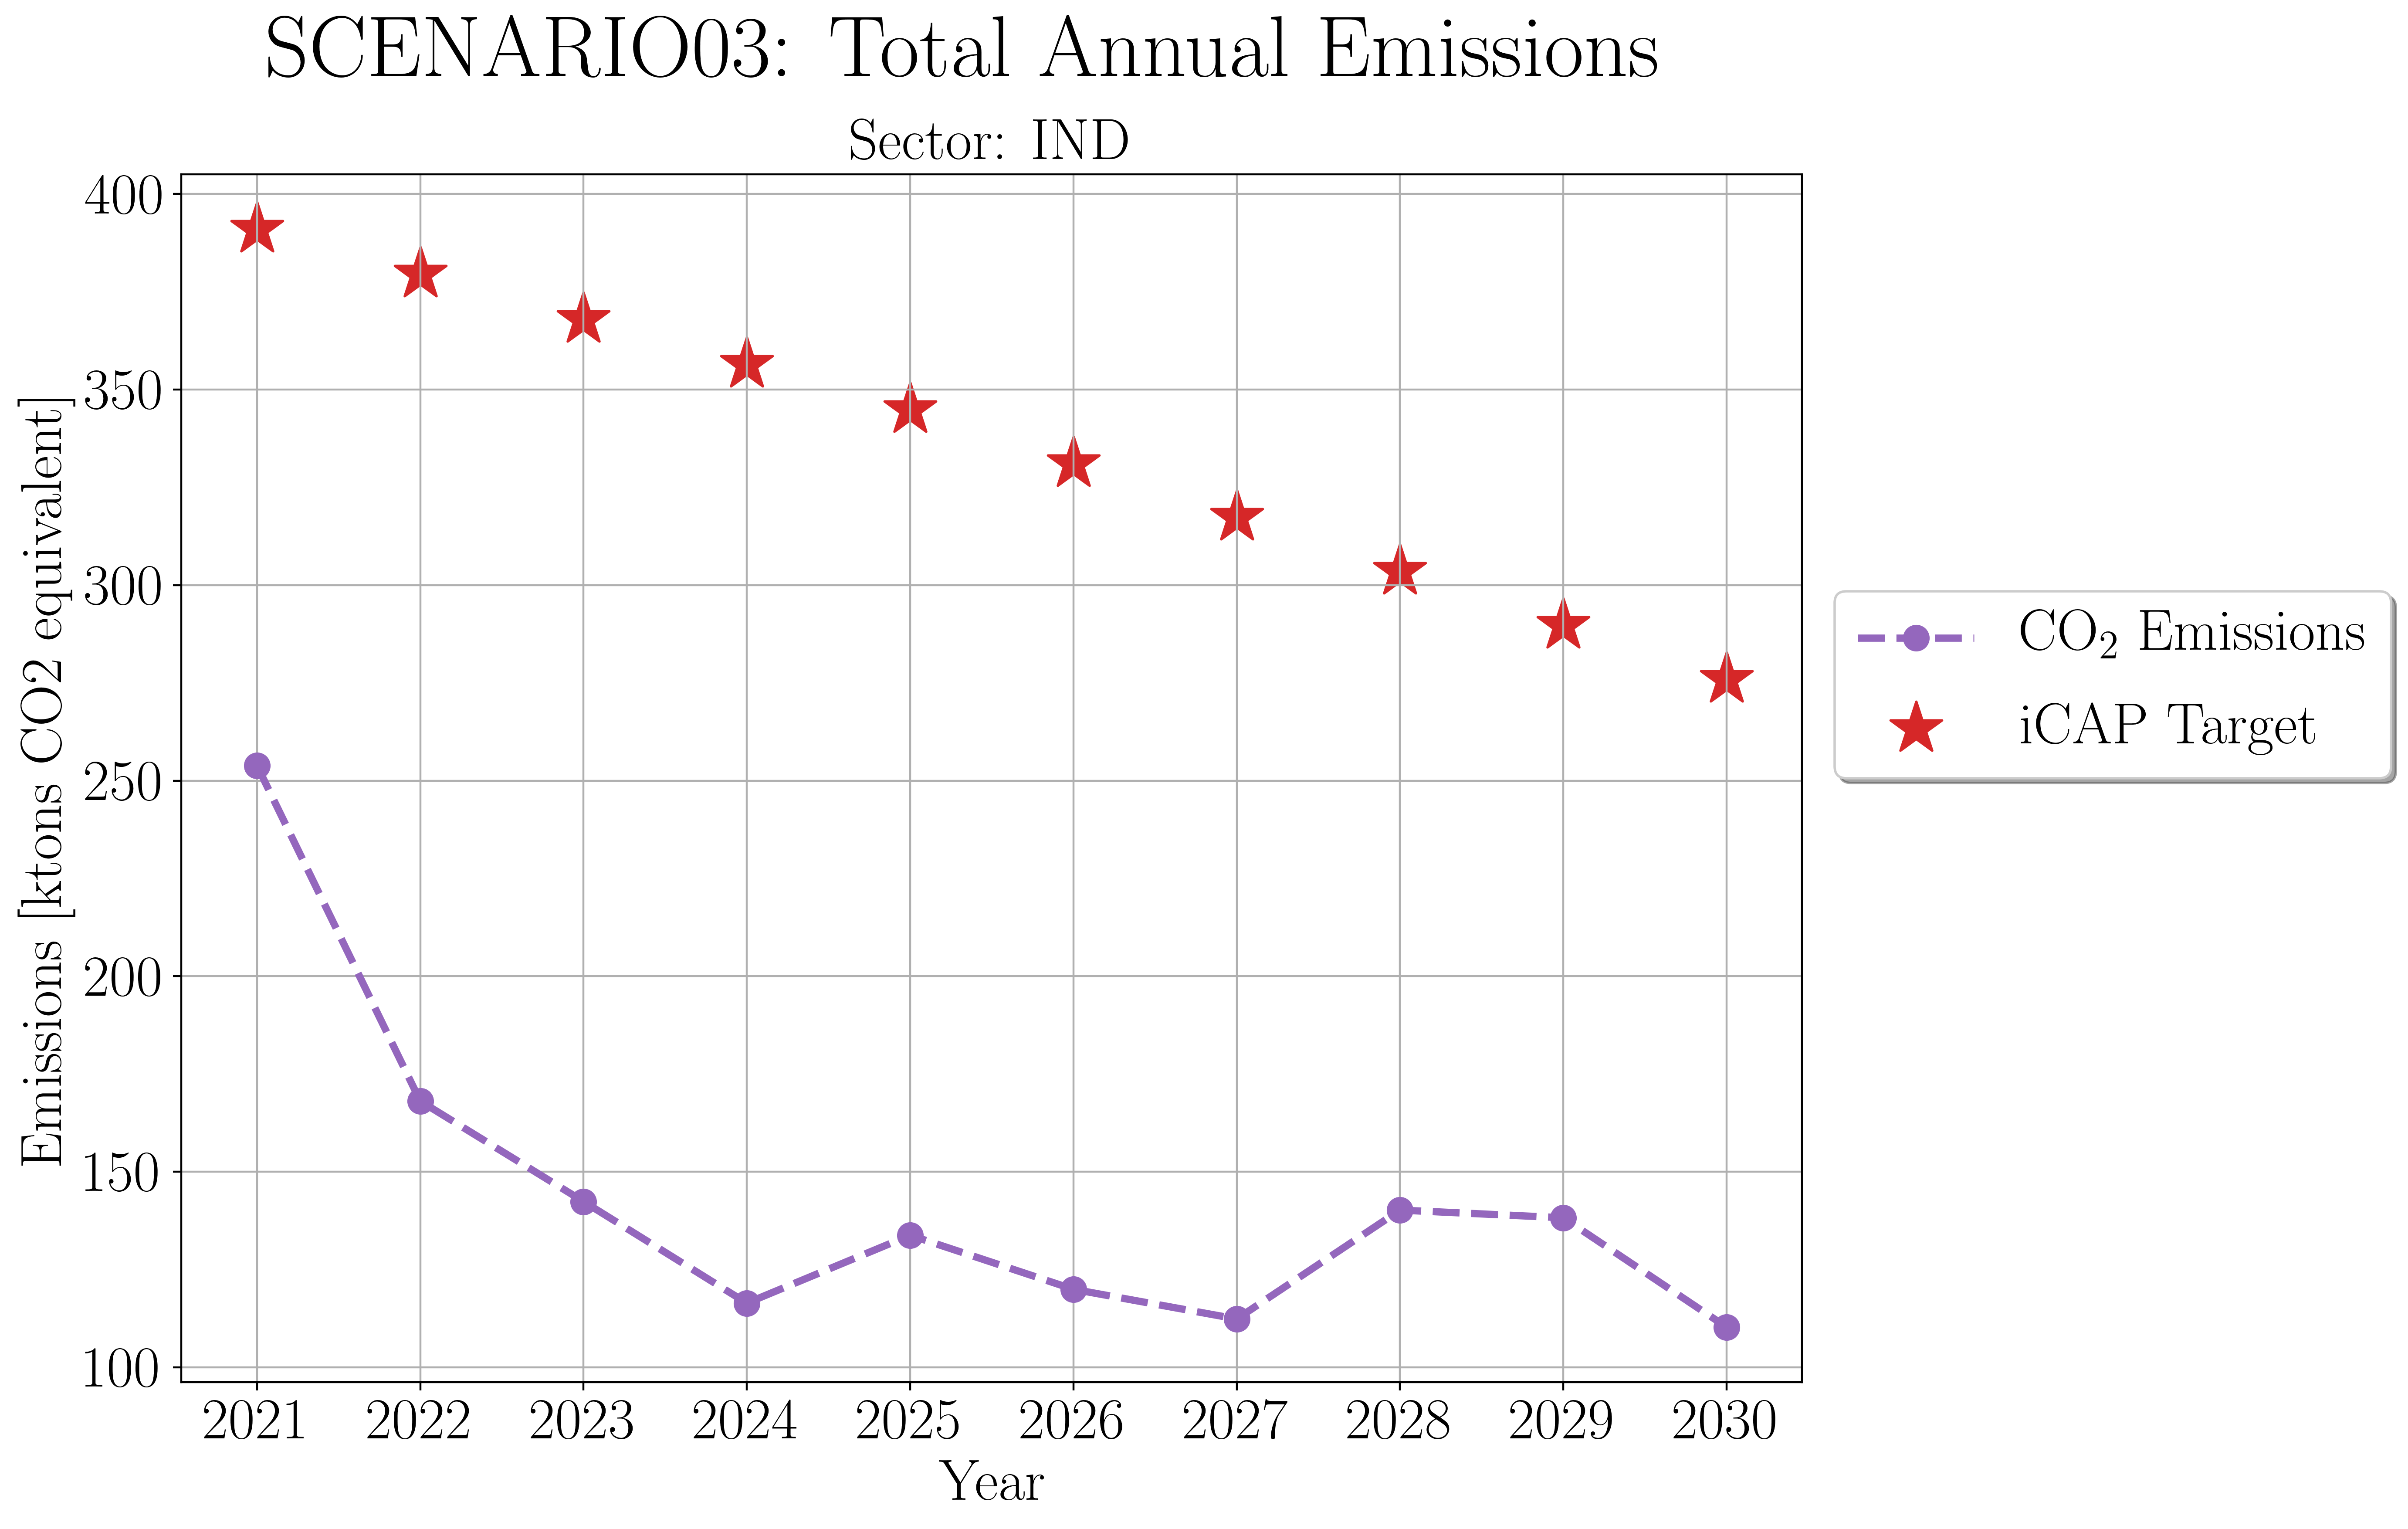 SCENARIO03: Total Annual Emissions
Sector: IND
Emissions [ktons CO2 equivalent]
400
350
300
250
200
150
100
2021 2022 2023 2024 2025 2026 2027 2028 2029 2030
Year
CO₂ Emissions
iCAP Target